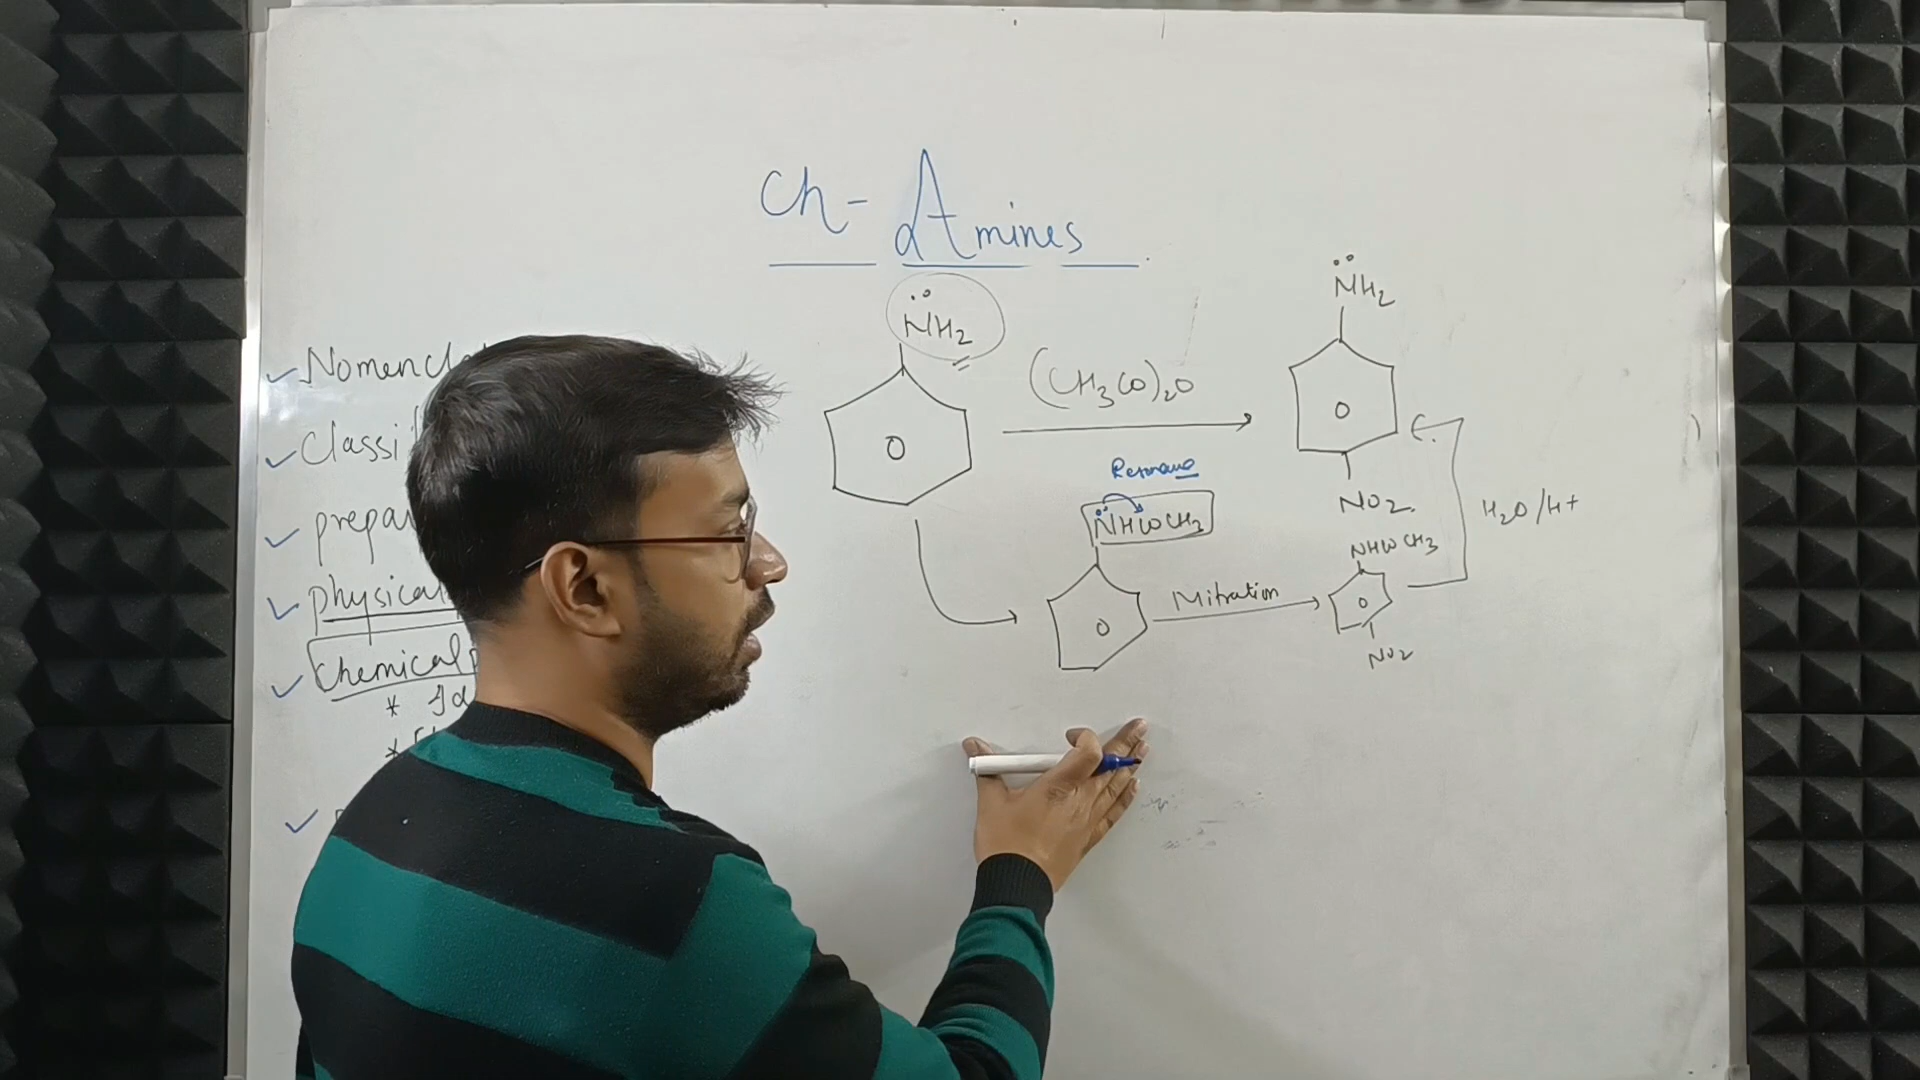 Ch- Amines
NH2
(CH3CO)2O
NH2
NO2.
Resonance
NHCOCH3
Nitration
NHCOCH3
NO2
H2O/H+
✓ Nomencl
✓ Classi
✓ prepa
✓ physical
✓ Chemical
*
*
✓